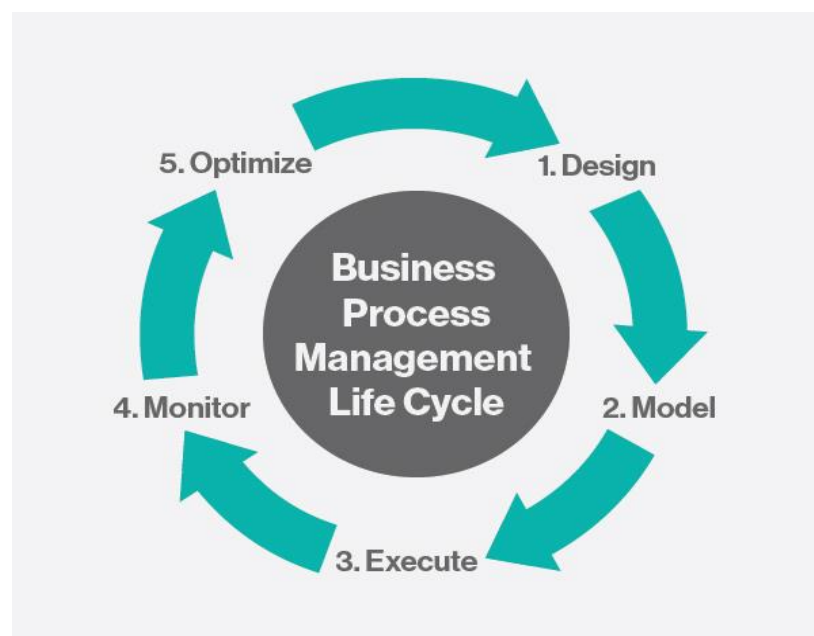 Business
Process
Management
Life Cycle
1. Design
2. Model
3. Execute
4. Monitor
5. Optimize